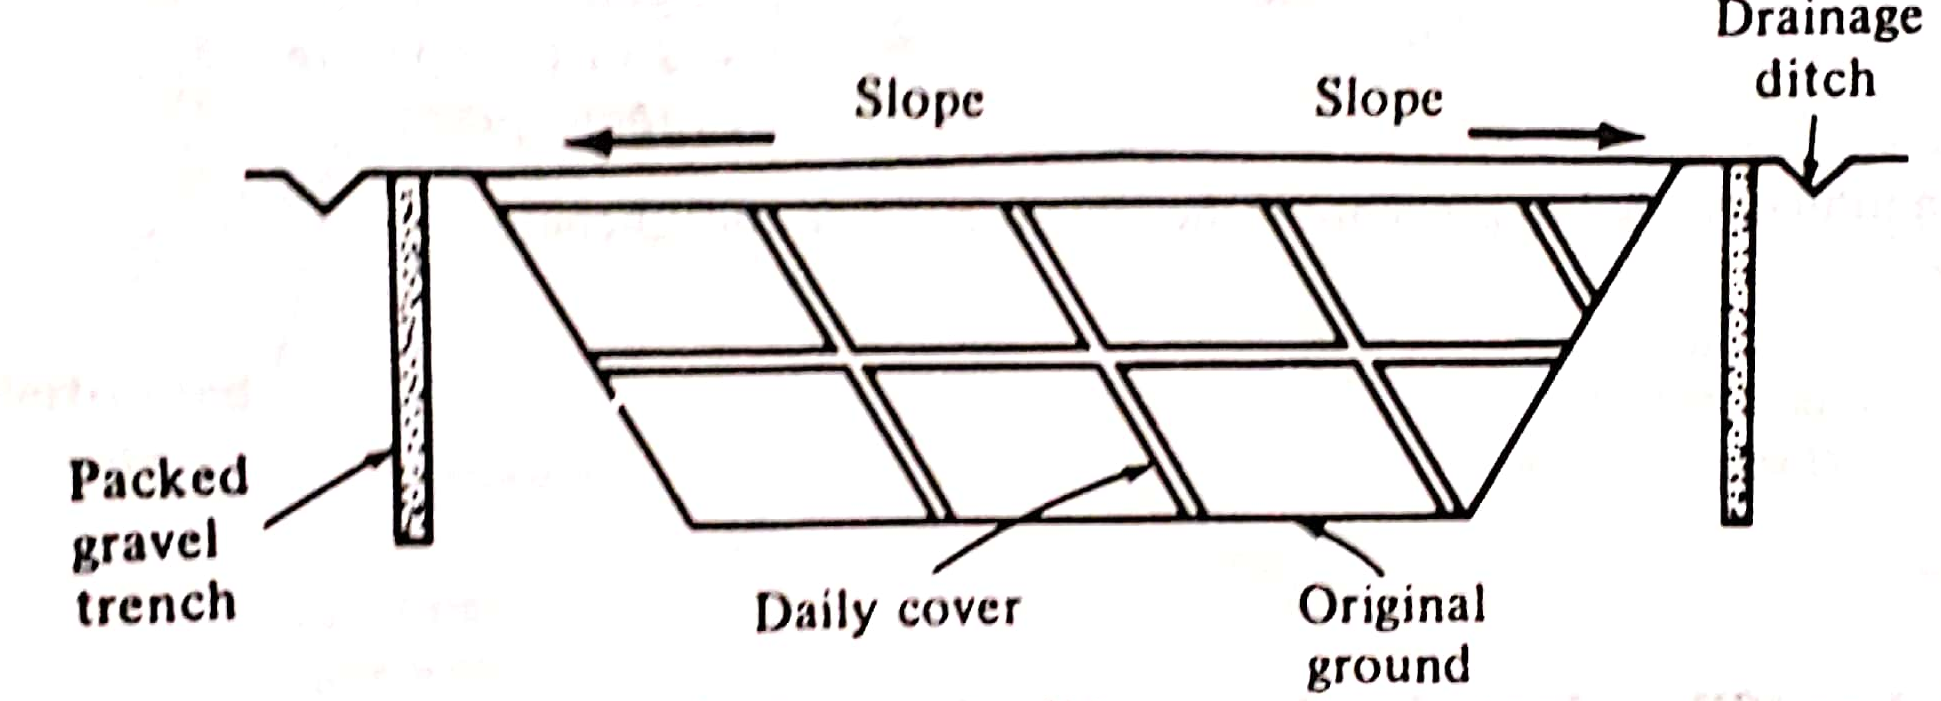 Drainage
ditch
Slope
Slope
Packed
gravel
trench
Daily cover
Original
ground